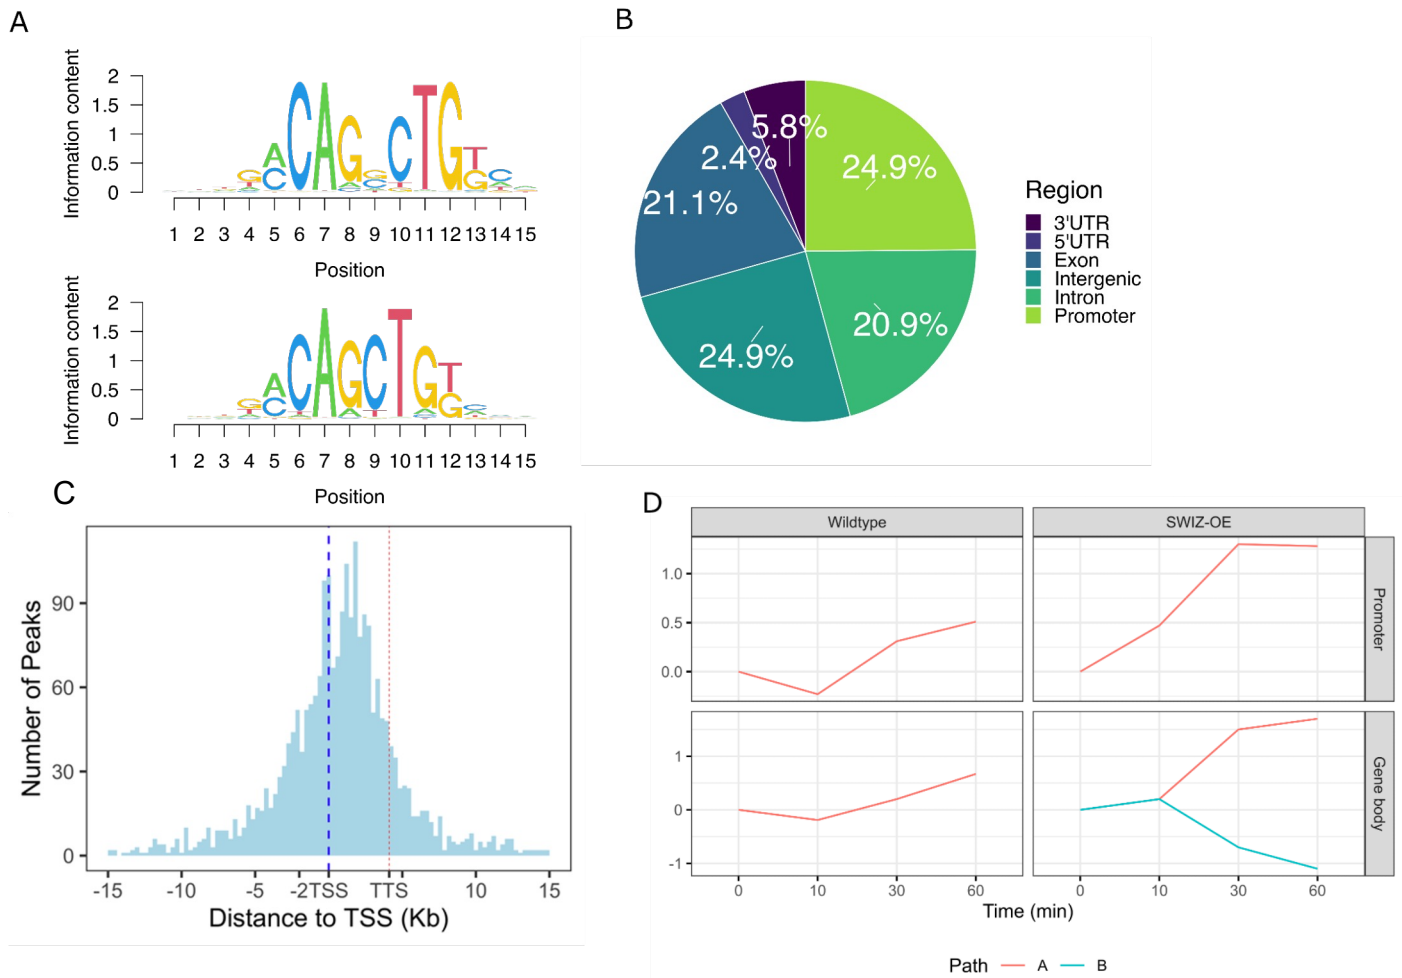 A
Information content
2
1.5
1
0.5
0
1 2 3 4 5 6 7 8 9 10 11 12 13 14 15
Position
Information content
2
1.5
1
0.5
0
1 2 3 4 5 6 7 8 9 10 11 12 13 14 15
Position
B
5.8%
2.4%
24.9%
21.1%
20.9%
24.9%
Region
3'UTR
5'UTR
Exon
Intergenic
Intron
Promoter
C
Number of Peaks
90
60
30
0
-15 -10 -5 -2TSS TTS 10 15
Distance to TSS (Kb)
D
Wildtype SWIZ-OE
1.0
0.5
0.0
Promoter
1
0
-1
Gene body
0 10 30 60 0 10 30 60
Time (min)
Path A B